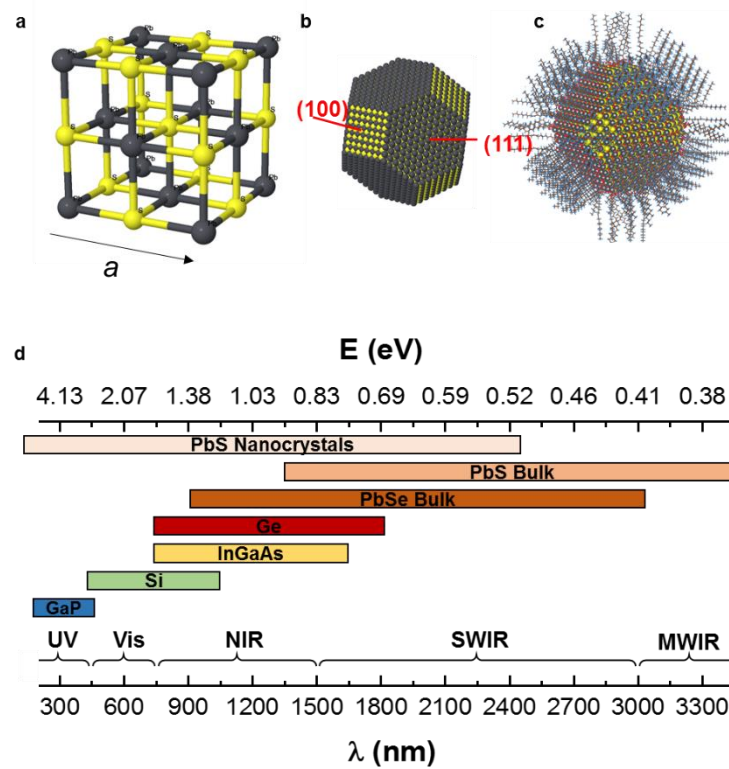 a
b
c
(100)
(111)
a
d
E (eV)
4.13 2.07 1.38 1.03 0.83 0.69 0.59 0.52 0.46 0.41 0.38
PbS Nanocrystals
PbS Bulk
PbSe Bulk
Ge
InGaAs
Si
GaP
UV Vis NIR SWIR MWIR
300 600 900 1200 1500 1800 2100 2400 2700 3000 3300
λ (nm)